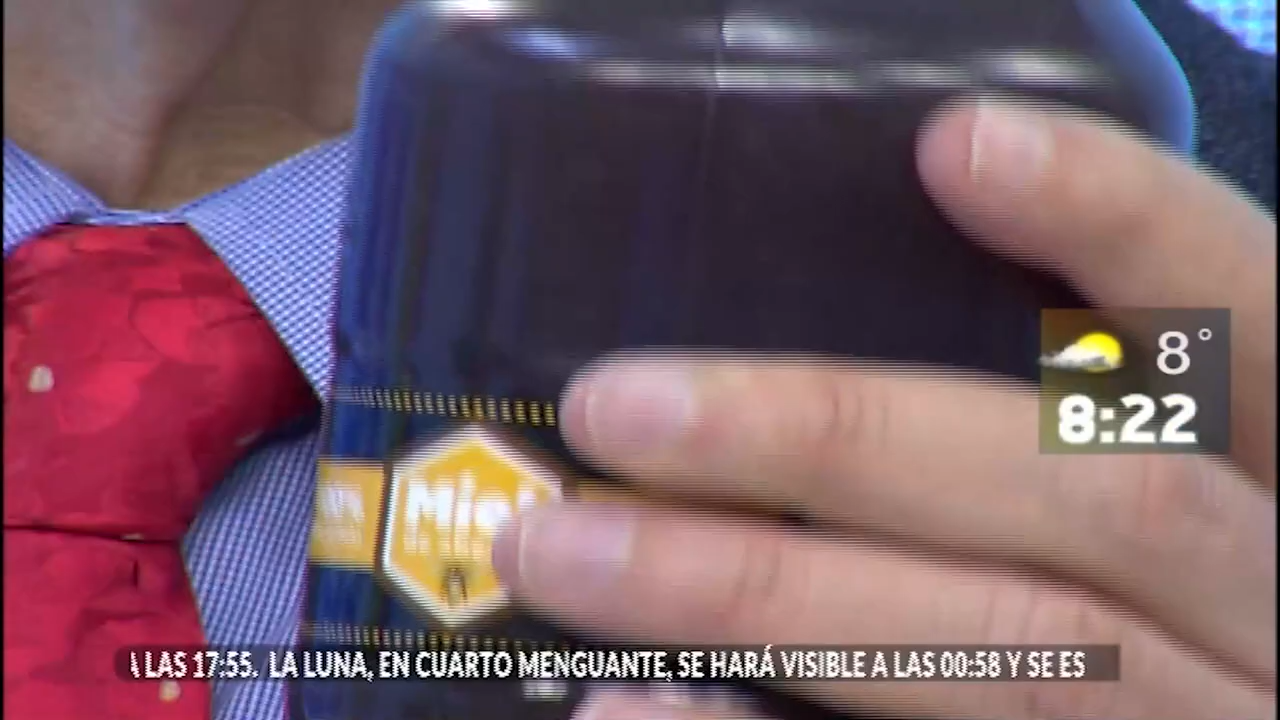 8°
8:22
Miel
A LAS 17:55. LA LUNA, EN CUARTO MENGUANTE, SE HARÁ VISIBLE A LAS 00:58 Y SE ES